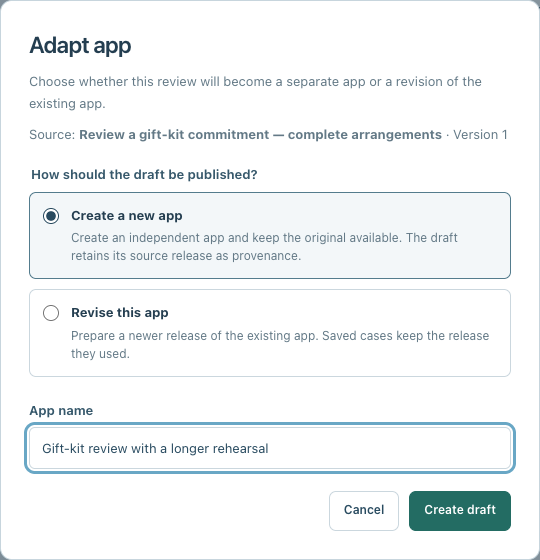 Adapt app
Choose whether this review will become a separate app or a revision of the
existing app.
Source: Review a gift-kit commitment — complete arrangements · Version 1
How should the draft be published?
Create a new app
Create an independent app and keep the original available. The draft
retains its source release as provenance.
Revise this app
Prepare a newer release of the existing app. Saved cases keep the release
they used.
App name
Gift-kit review with a longer rehearsal
Cancel
Create draft